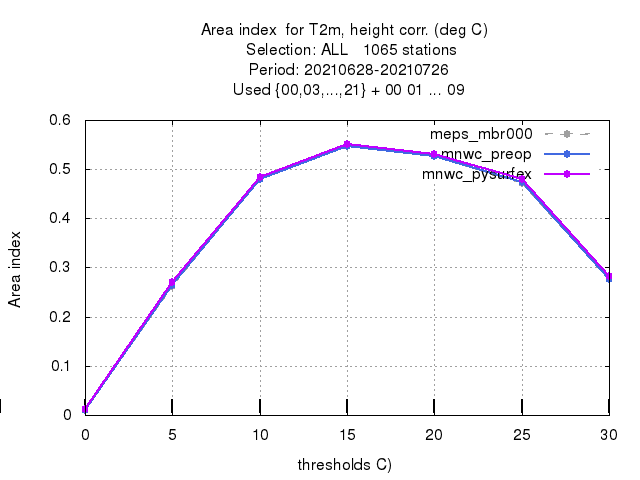 Area index  for T2m, height corr. (deg C)
Selection: ALL   1065 stations
Period: 20210628-20210726
Used {00,03,...,21} + 00 01 ... 09
meps_mbr000
mnwc_preop
mnwc_pysurfex
Area index
0.6
0.5
0.4
0.3
0.2
0.1
0
0 5 10 15 20 25 30
thresholds C)